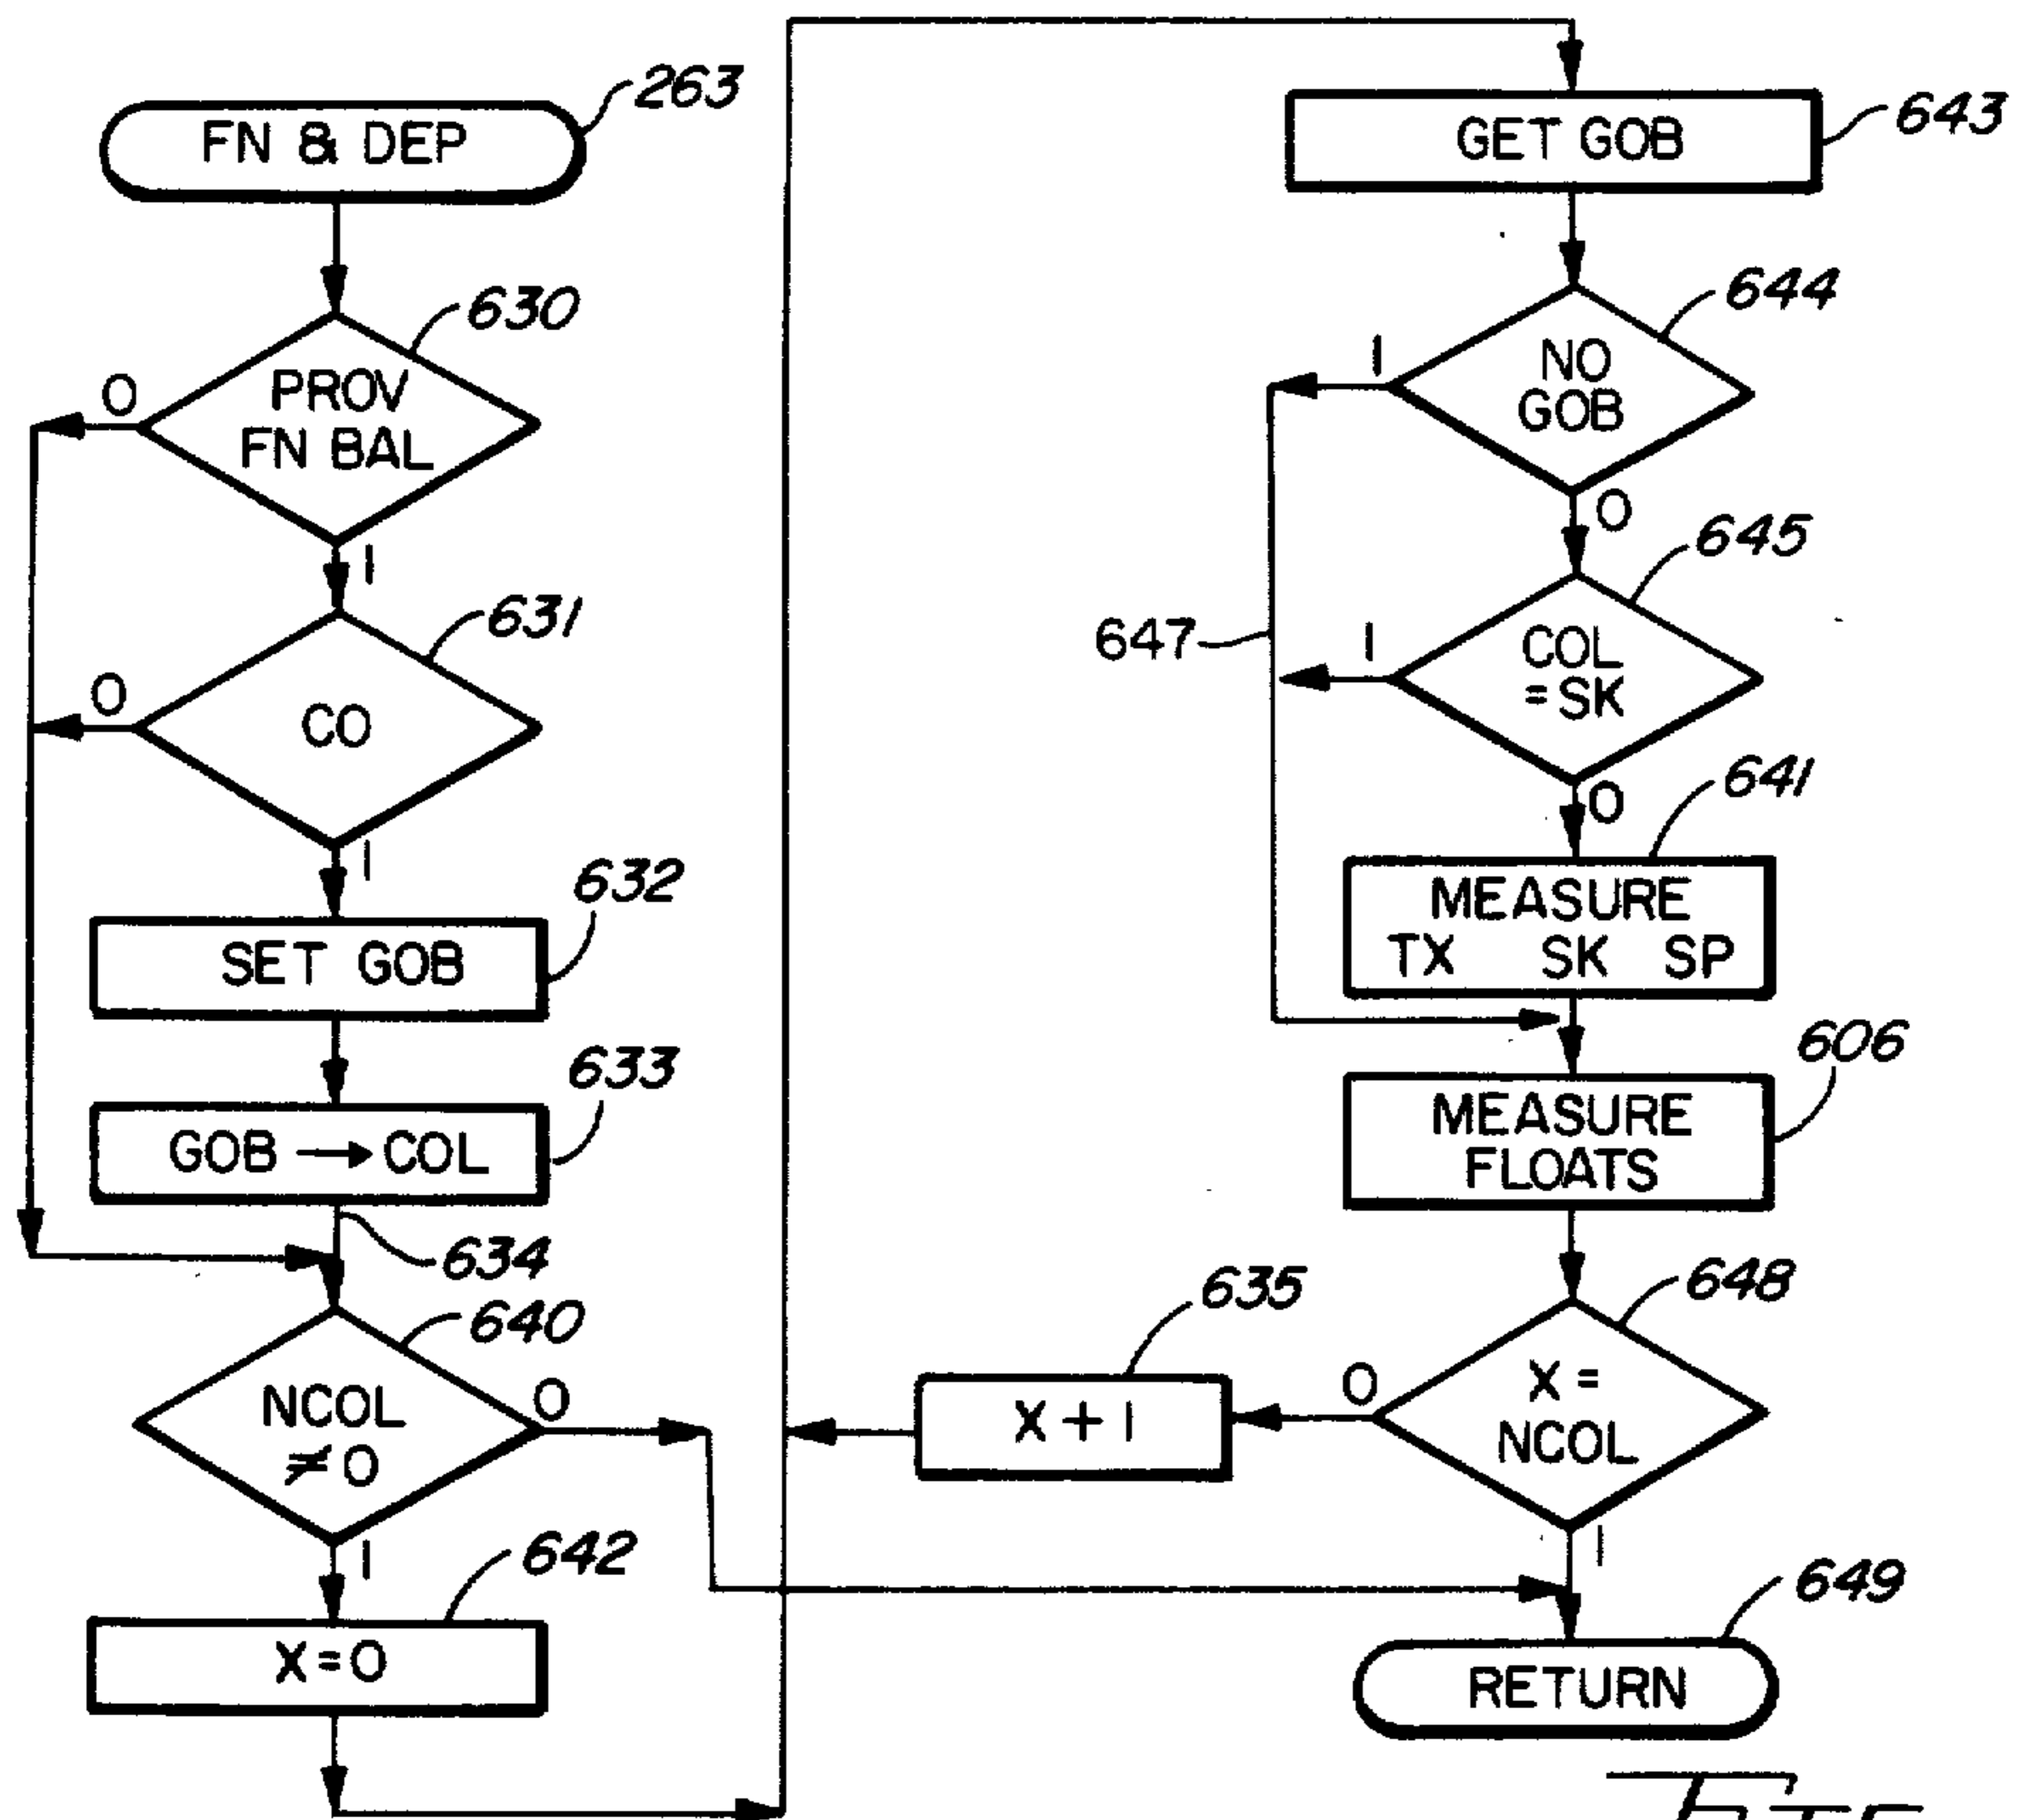 FN & DEP
263
630
PROV
FN BAL
0
1
631
CO
0
1
632
SET GOB
633
GOB → COL
634
640
NCOL
≠ 0
0
1
642
X = 0
643
GET GOB
644
NO
GOB
1
0
645
COL
= SK
1
0
647
641
MEASURE
TX SK SP
606
MEASURE
FLOATS
648
X =
NCOL
0
1
635
X + 1
649
RETURN